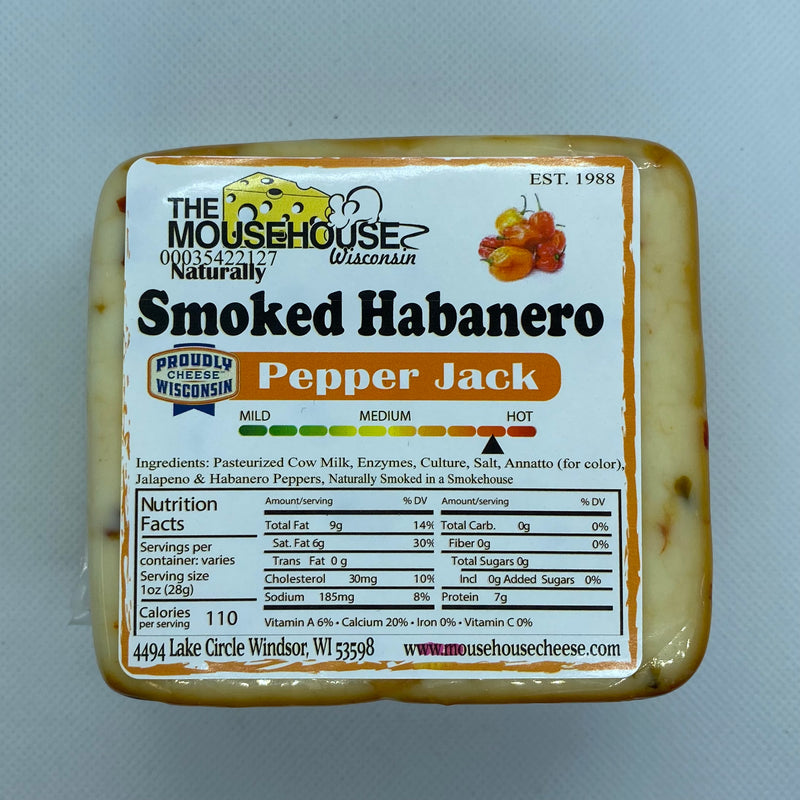 EST. 1988
THE
MOUSEHOUSE
Wisconsin
00035422127
Naturally
Smoked Habanero
PROUDLY
CHEESE
WISCONSIN
Pepper Jack
MILD MEDIUM HOT
Ingredients: Pasteurized Cow Milk, Enzymes, Culture, Salt, Annatto (for color),
Jalapeno & Habanero Peppers, Naturally Smoked in a Smokehouse
Nutrition
Facts
Servings per
container: varies
Serving size
1oz (28g)
Calories
per serving 110
Amount/serving % DV
Total Fat 9g 14%
Sat. Fat 6g 30%
Trans Fat 0 g
Cholesterol 30mg 10%
Sodium 185mg 8%
Amount/serving % DV
Total Carb. 0g 0%
Fiber 0g 0%
Total Sugars 0g
Incl 0g Added Sugars 0%
Protein 7g
Vitamin A 6% • Calcium 20% • Iron 0% • Vitamin C 0%
4494 Lake Circle Windsor, WI 53598 www.mousehousecheese.com